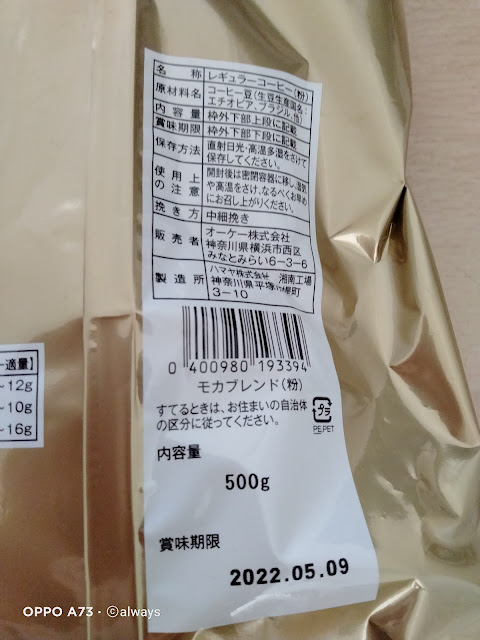 名称 レギュラーコーヒー(粉)
原材料名 コーヒー豆(生豆生産国名:
エチオピア、ブラジル、他)
内容量 枠外下部上段に記載
賞味期限 枠外下部下段に記載
保存方法 直射日光・高温多湿をさけて
保存してください。
使用上の注意 開封後は密閉容器に移し、湿気
や高温をさけ、なるべくお早め
にお召し上がりください。
挽き方 中細挽き
販売者 オーケー株式会社
神奈川県横浜市西区
みなとみらい6-3-6
製造所 ハマヤ株式会社 湘南工場
神奈川県平塚市堤町
3-10
0 400980 193394
モカブレンド(粉)
すてるときは、お住まいの自治体
の区分に従ってください。
プラ
PE,PET
内容量
500g
賞味期限
2022.05.09
適量】
~12g
~10g
~16g
OPPO A73・ⓒalways